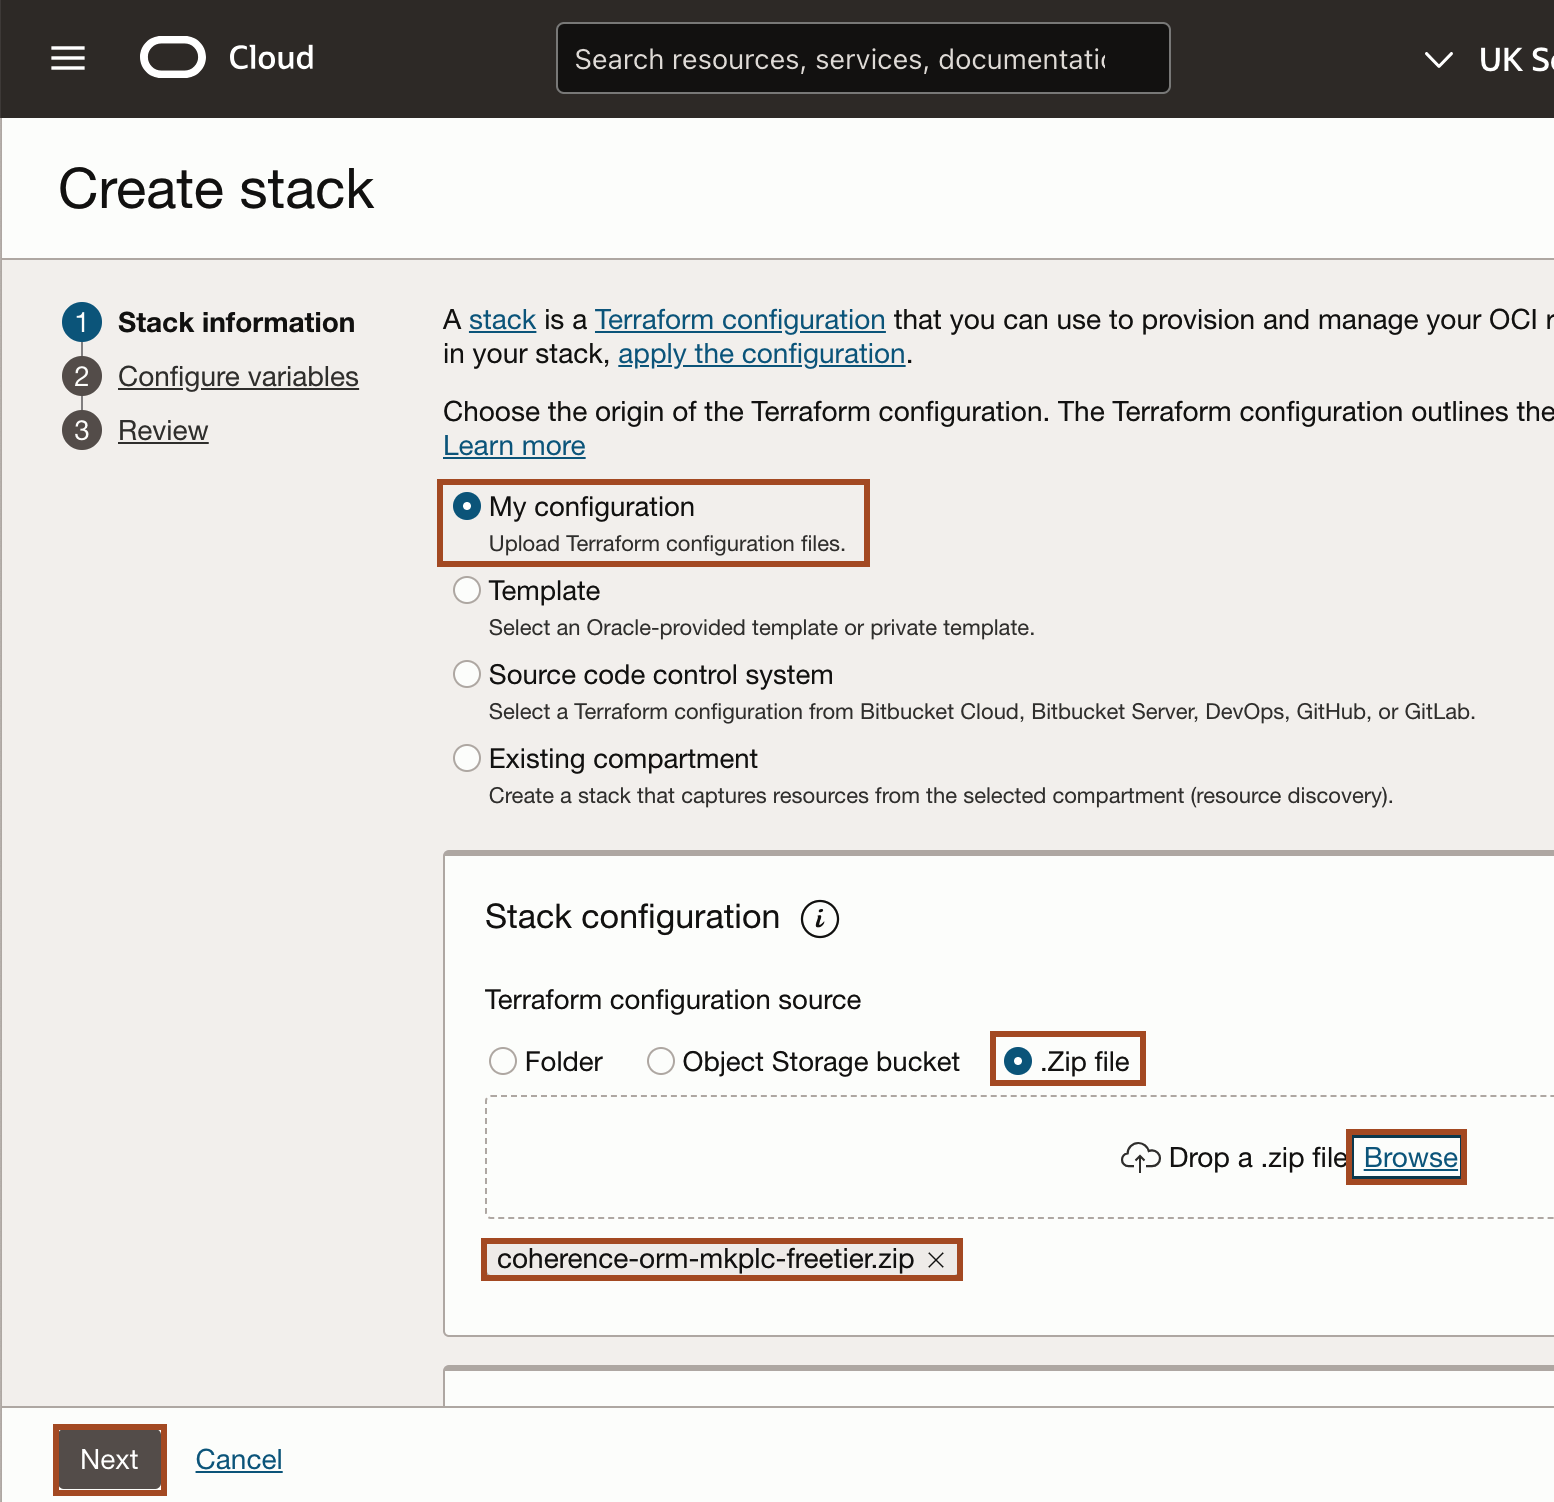 Cloud
Search resources, services, documentati
UK S
Create stack
1 Stack information
2 Configure variables
3 Review
A stack is a Terraform configuration that you can use to provision and manage your OCI r
in your stack, apply the configuration.
Choose the origin of the Terraform configuration. The Terraform configuration outlines the
Learn more
My configuration
Upload Terraform configuration files.
Template
Select an Oracle-provided template or private template.
Source code control system
Select a Terraform configuration from Bitbucket Cloud, Bitbucket Server, DevOps, GitHub, or GitLab.
Existing compartment
Create a stack that captures resources from the selected compartment (resource discovery).
Stack configuration i
Terraform configuration source
Folder Object Storage bucket .Zip file
Drop a .zip file Browse
coherence-orm-mkplc-freetier.zip ×
Next Cancel